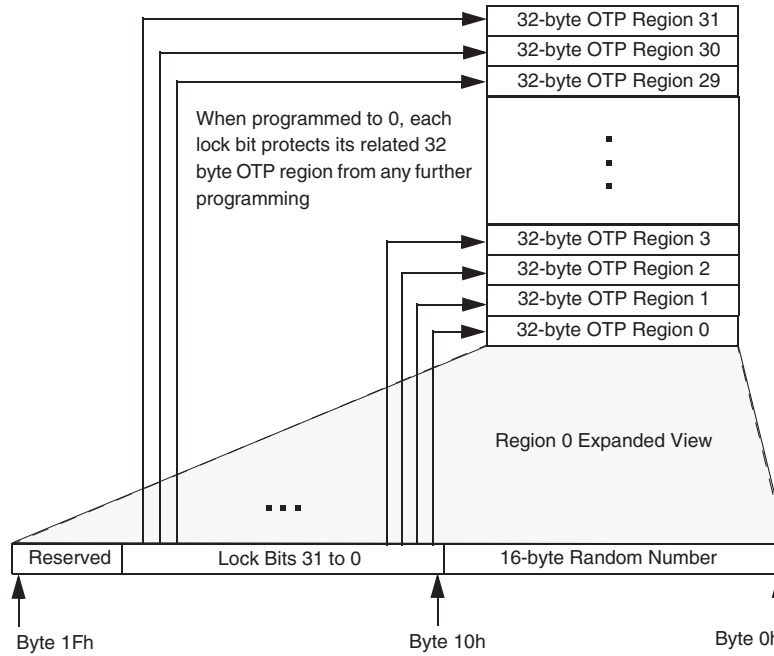 32-byte OTP Region 31
32-byte OTP Region 30
32-byte OTP Region 29
When programmed to 0, each
lock bit protects its related 32
byte OTP region from any further
programming
32-byte OTP Region 3
32-byte OTP Region 2
32-byte OTP Region 1
32-byte OTP Region 0
Region 0 Expanded View
...
Reserved
Lock Bits 31 to 0
16-byte Random Number
Byte 1Fh
Byte 10h
Byte 0h